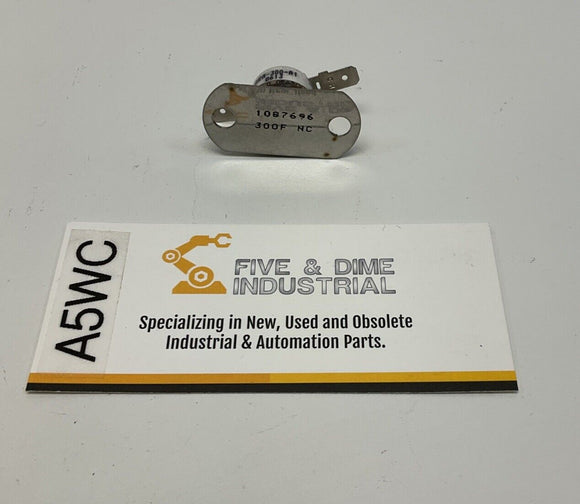 1087696
300F NC
A5WC
FIVE & DIME
INDUSTRIAL
Specializing in New, Used and Obsolete
Industrial & Automation Parts.